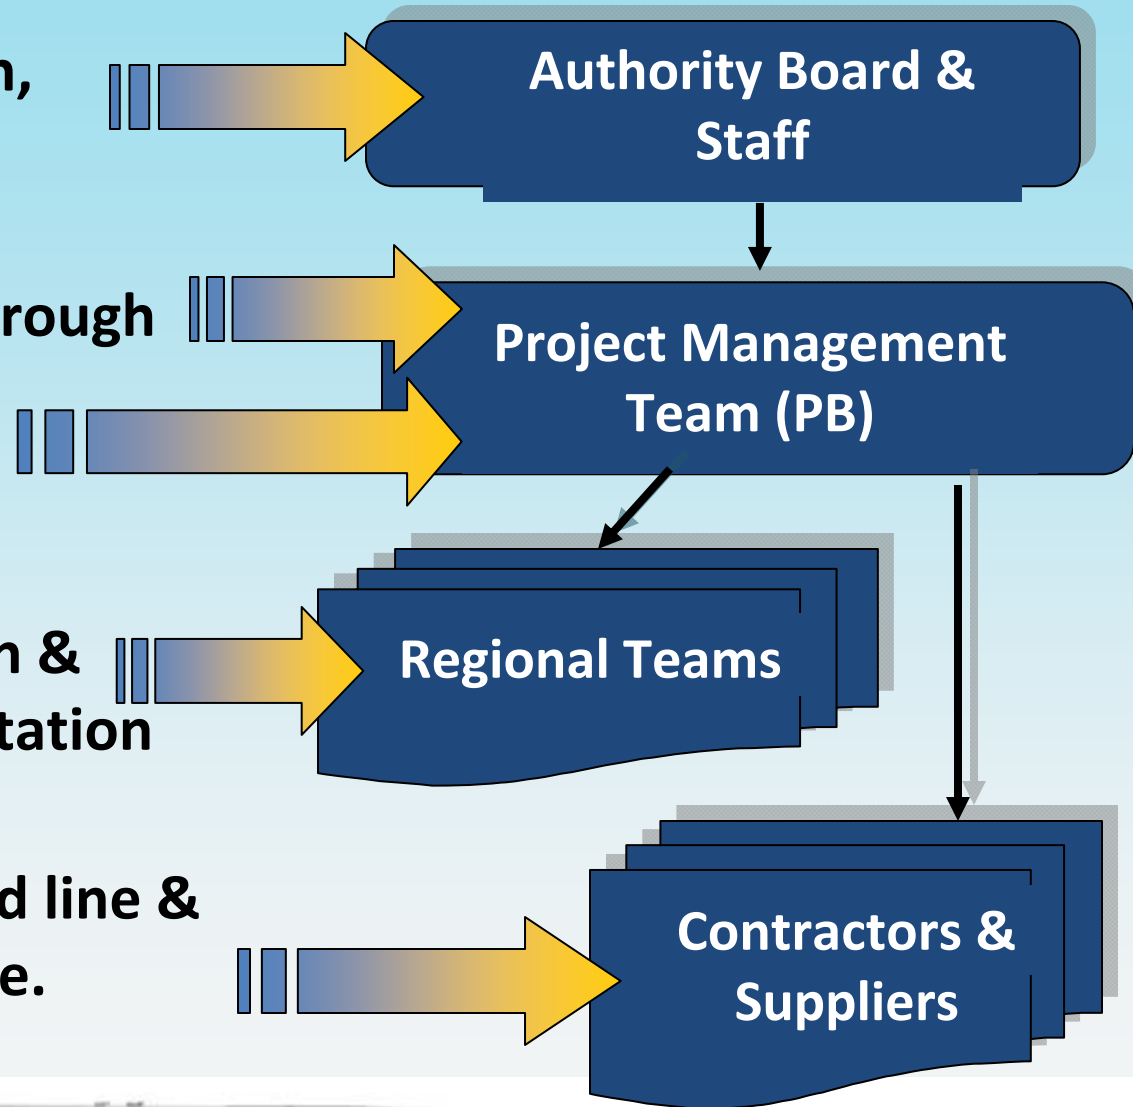 n,
Authority Board &
Staff
rough
Project Management
Team (PB)
n &
tation
Regional Teams
d line &
e.
Contractors &
Suppliers